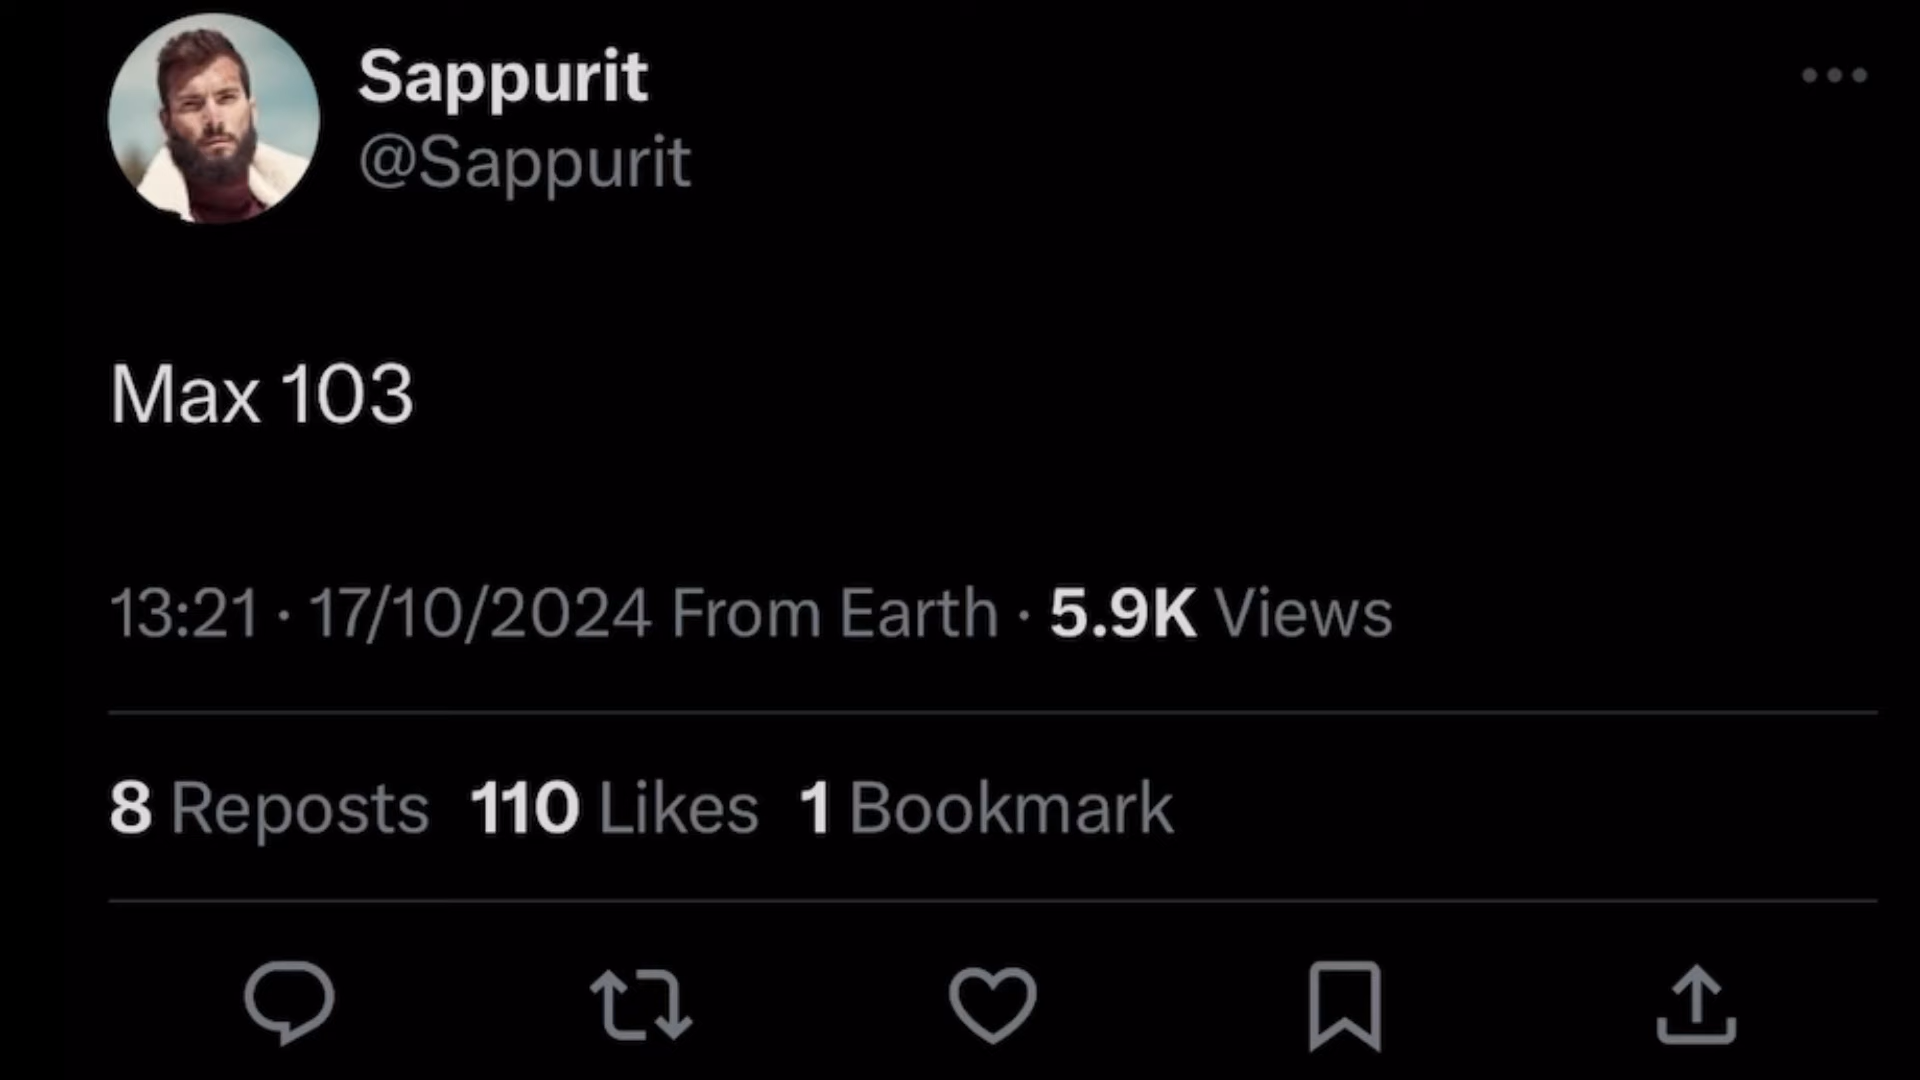 Sappurit
@Sappurit
Max 103
13:21 · 17/10/2024 From Earth · 5.9K Views
8 Reposts 110 Likes 1 Bookmark